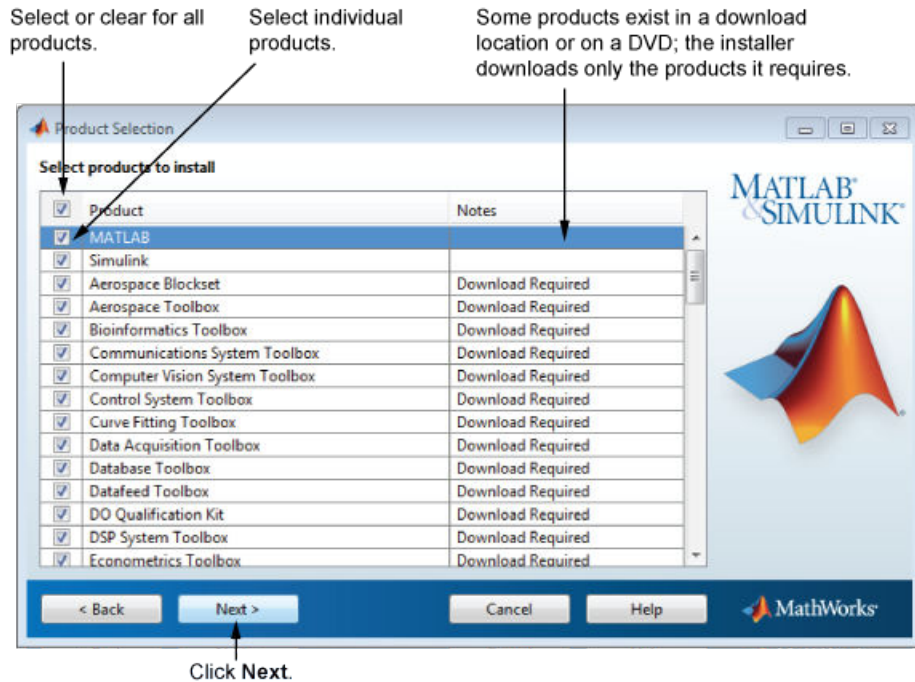 Select or clear for all
products.
Select individual
products.
Some products exist in a download
location or on a DVD; the installer
downloads only the products it requires.
Product Selection
Select products to install
Product Notes
MATLAB
Simulink
Aerospace Blockset Download Required
Aerospace Toolbox Download Required
Bioinformatics Toolbox Download Required
Communications System Toolbox Download Required
Computer Vision System Toolbox Download Required
Control System Toolbox Download Required
Curve Fitting Toolbox Download Required
Data Acquisition Toolbox Download Required
Database Toolbox Download Required
Datafeed Toolbox Download Required
DO Qualification Kit Download Required
DSP System Toolbox Download Required
Econometrics Toolbox Download Required
MATLAB®
&SIMULINK®
< Back Next > Cancel Help MathWorks®
Click Next.